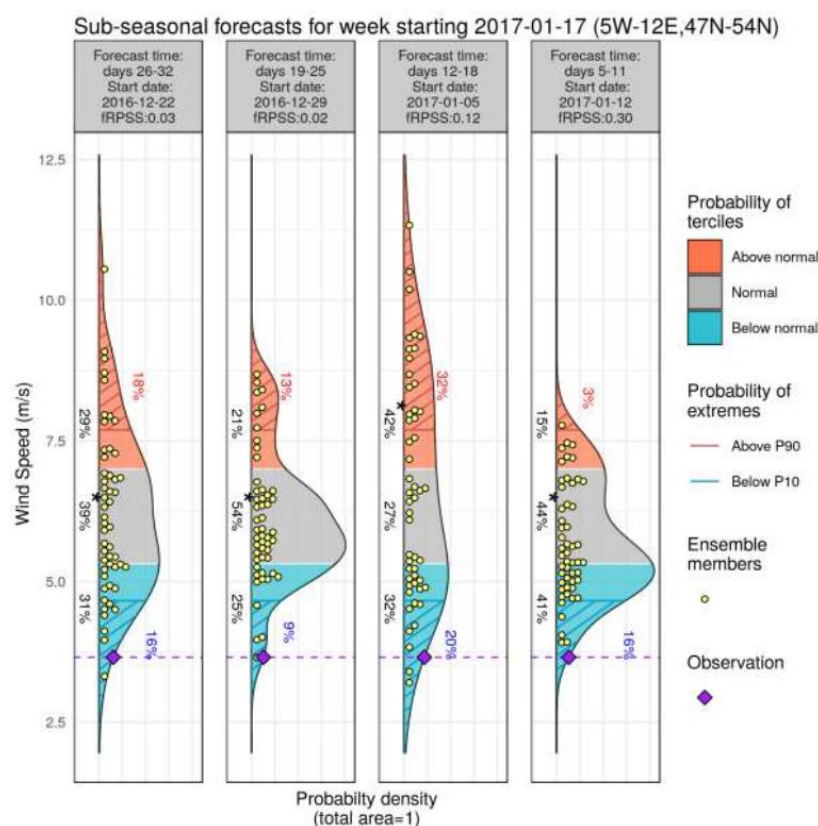 Sub-seasonal forecasts for week starting 2017-01-17 (5W-12E,47N-54N)
Forecast time:
days 26-32
Start date:
2016-12-22
fRPSS:0.03
Forecast time:
days 19-25
Start date:
2016-12-29
fRPSS:0.02
Forecast time:
days 12-18
Start date:
2017-01-05
fRPSS:0.12
Forecast time:
days 5-11
Start date:
2017-01-12
fRPSS:0.30
Wind Speed (m/s)
12.5
10.0
7.5
5.0
2.5
18%
29%
*
39%
31%
16%
13%
21%
*
54%
25%
9%
32%
*
42%
27%
32%
20%
3%
15%
*
44%
41%
16%
Probabilty density
(total area=1)
Probability of
terciles
Above normal
Normal
Below normal
Probability of
extremes
Above P90
Below P10
Ensemble
members
Observation